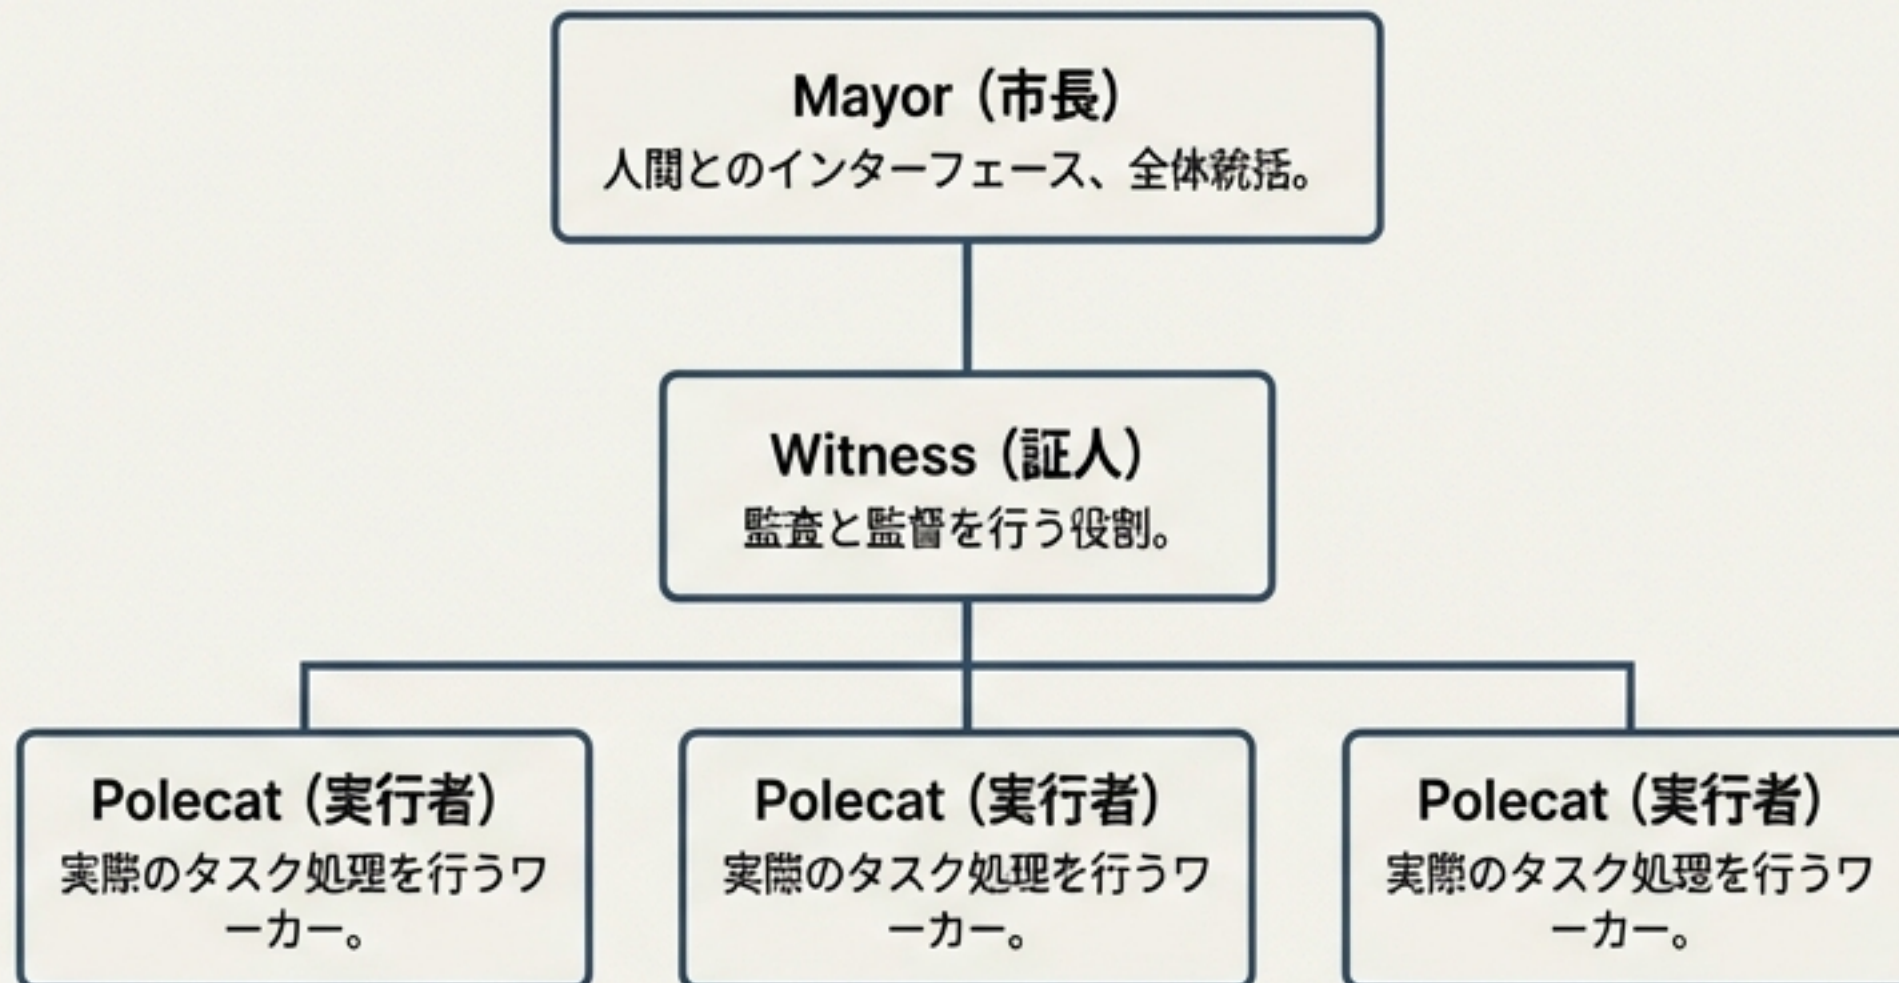 Mayor（市長）
人間とのインターフェース、全体統括。
Witness（証人）
監査と監督を行う役割。
Polecat（実行者）
実際のタスク処理を行うワ
ーカー。
Polecat（実行者）
実際のタスク処理を行うワ
ーカー。
Polecat（実行者）
実際のタスク処理を行うワ
ーカー。